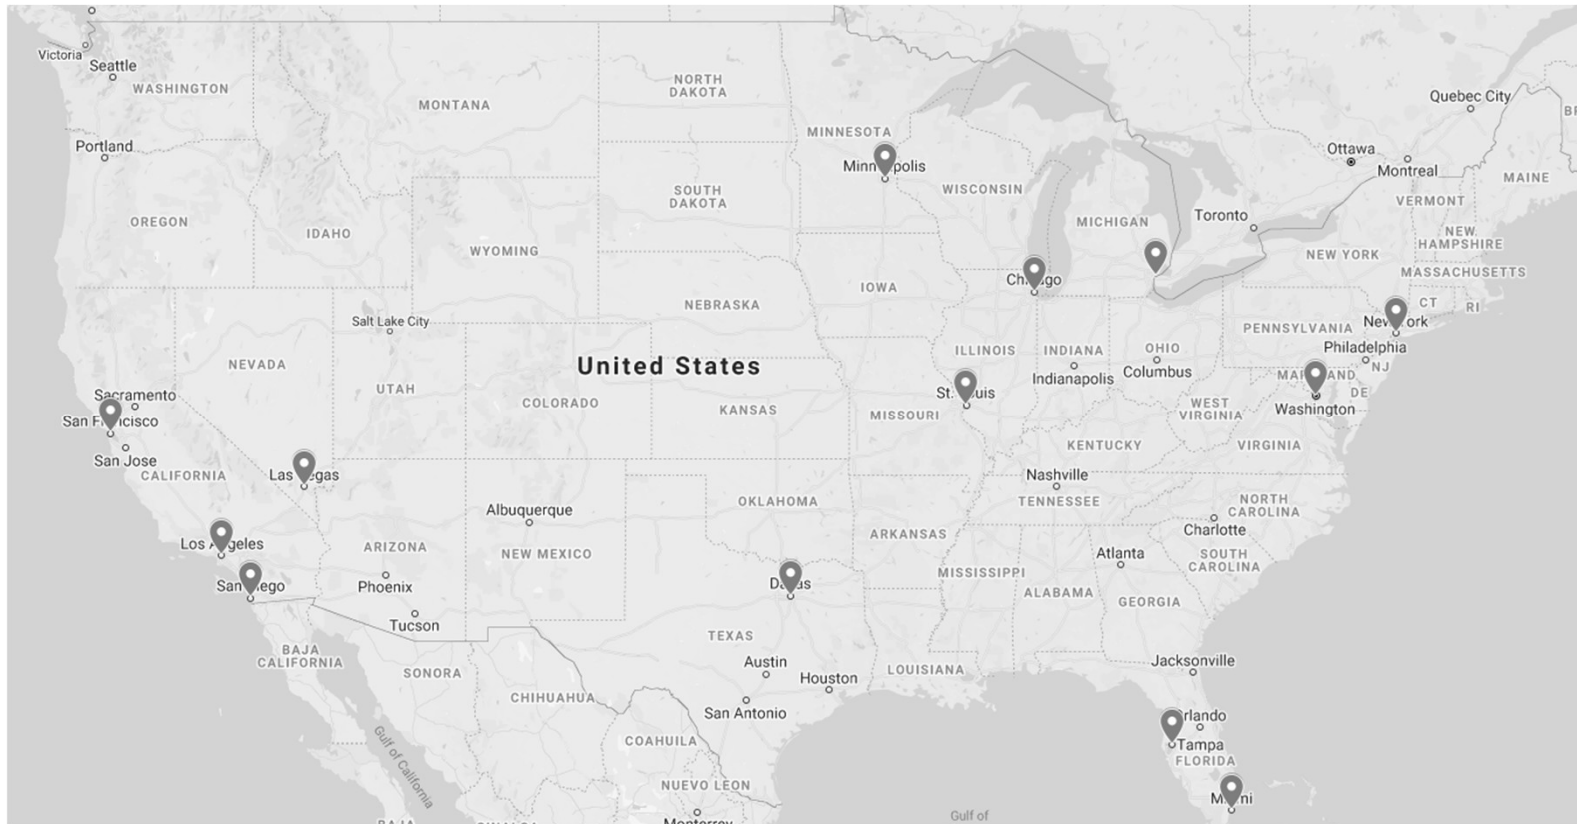 Victoria
Seattle
WASHINGTON
MONTANA
NORTH
DAKOTA
MINNESOTA
Quebec City
Ottawa
Montreal
MAINE
Portland
OREGON
IDAHO
WYOMING
SOUTH
DAKOTA
WISCONSIN
MICHIGAN
Toronto
VERMONT
NEW
HAMPSHIRE
NEW YORK
MASSACHUSETTS
CT
RI
IOWA
NEBRASKA
Salt Lake City
NEVADA
UTAH
COLORADO
United States
KANSAS
MISSOURI
ILLINOIS
INDIANA
Indianapolis
OHIO
Columbus
PENNSYLVANIA
Philadelphia
NJ
DE
Washington
WEST
VIRGINIA
VIRGINIA
KENTUCKY
Sacramento
San Jose
CALIFORNIA
Albuquerque
NEW MEXICO
ARIZONA
Phoenix
Tucson
OKLAHOMA
ARKANSAS
Nashville
TENNESSEE
NORTH
CAROLINA
Charlotte
SOUTH
CAROLINA
Atlanta
GEORGIA
ALABAMA
MISSISSIPPI
LOUISIANA
TEXAS
Austin
Houston
San Antonio
BAJA
CALIFORNIA
SONORA
CHIHUAHUA
COAHUILA
NUEVO LEON
Gulf of California
Jacksonville
Tampa
FLORIDA
Monterrey
Gulf of